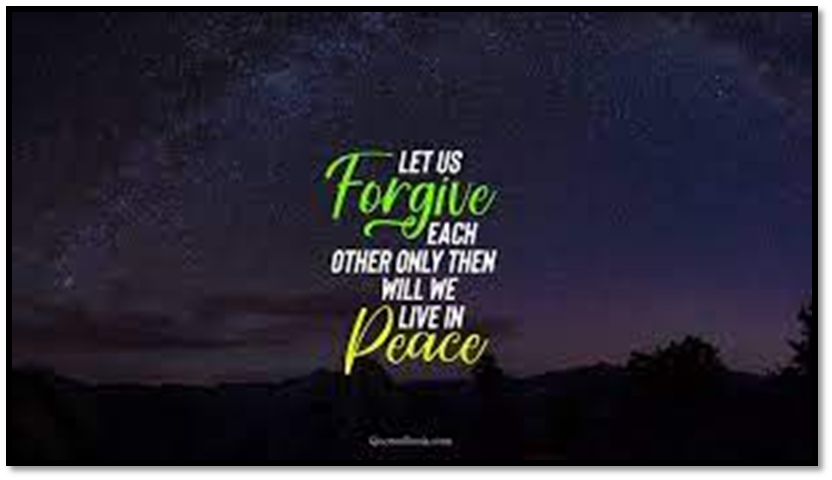 LET US
Forgive
EACH
OTHER ONLY THEN
WILL WE
LIVE IN
Peace